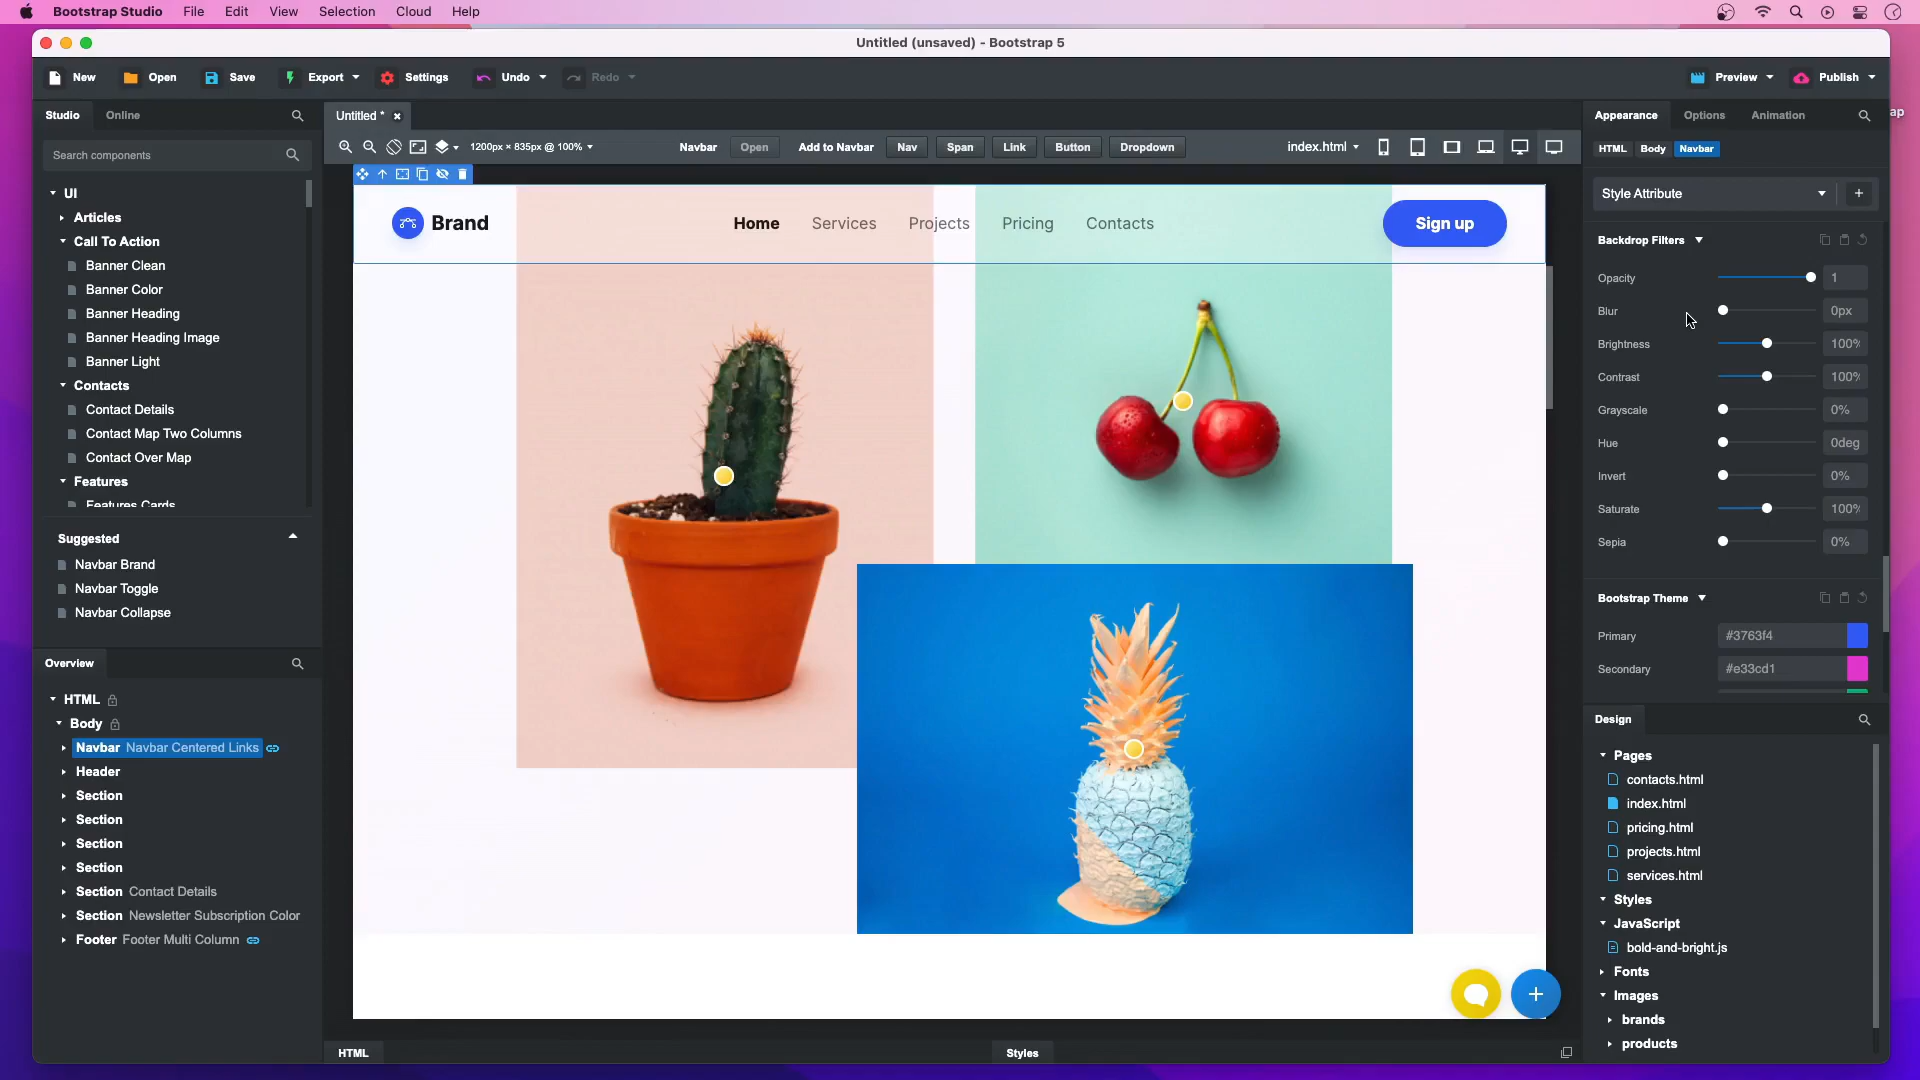 Bootstrap Studio File Edit View Selection Cloud Help
Untitled (unsaved) - Bootstrap 5
New Open Save Export Settings Undo Redo Preview Publish
Studio Online
Untitled *
Appearance Options Animation
ap
Search components
1200px × 835px @ 100%
Navbar Open Add to Navbar Nav Span Link Button Dropdown
index.html
HTML Body Navbar
UI
Articles
Call To Action
Banner Clean
Banner Color
Banner Heading
Banner Heading Image
Banner Light
Contacts
Contact Details
Contact Map Two Columns
Contact Over Map
Features
Features Cards
Suggested
Navbar Brand
Navbar Toggle
Navbar Collapse
Overview
HTML
Body
Navbar Navbar Centered Links
Header
Section
Section
Section
Section
Section Contact Details
Section Newsletter Subscription Color
Footer Footer Multi Column
Brand Home Services Projects Pricing Contacts Sign up
HTML
Styles
Style Attribute
Backdrop Filters
Opacity 1
Blur 0px
Brightness 100%
Contrast 100%
Grayscale 0%
Hue 0deg
Invert 0%
Saturate 100%
Sepia 0%
Bootstrap Theme
Primary #3763f4
Secondary #e33cd1
Design
Pages
contacts.html
index.html
pricing.html
projects.html
services.html
Styles
JavaScript
bold-and-bright.js
Fonts
Images
brands
products